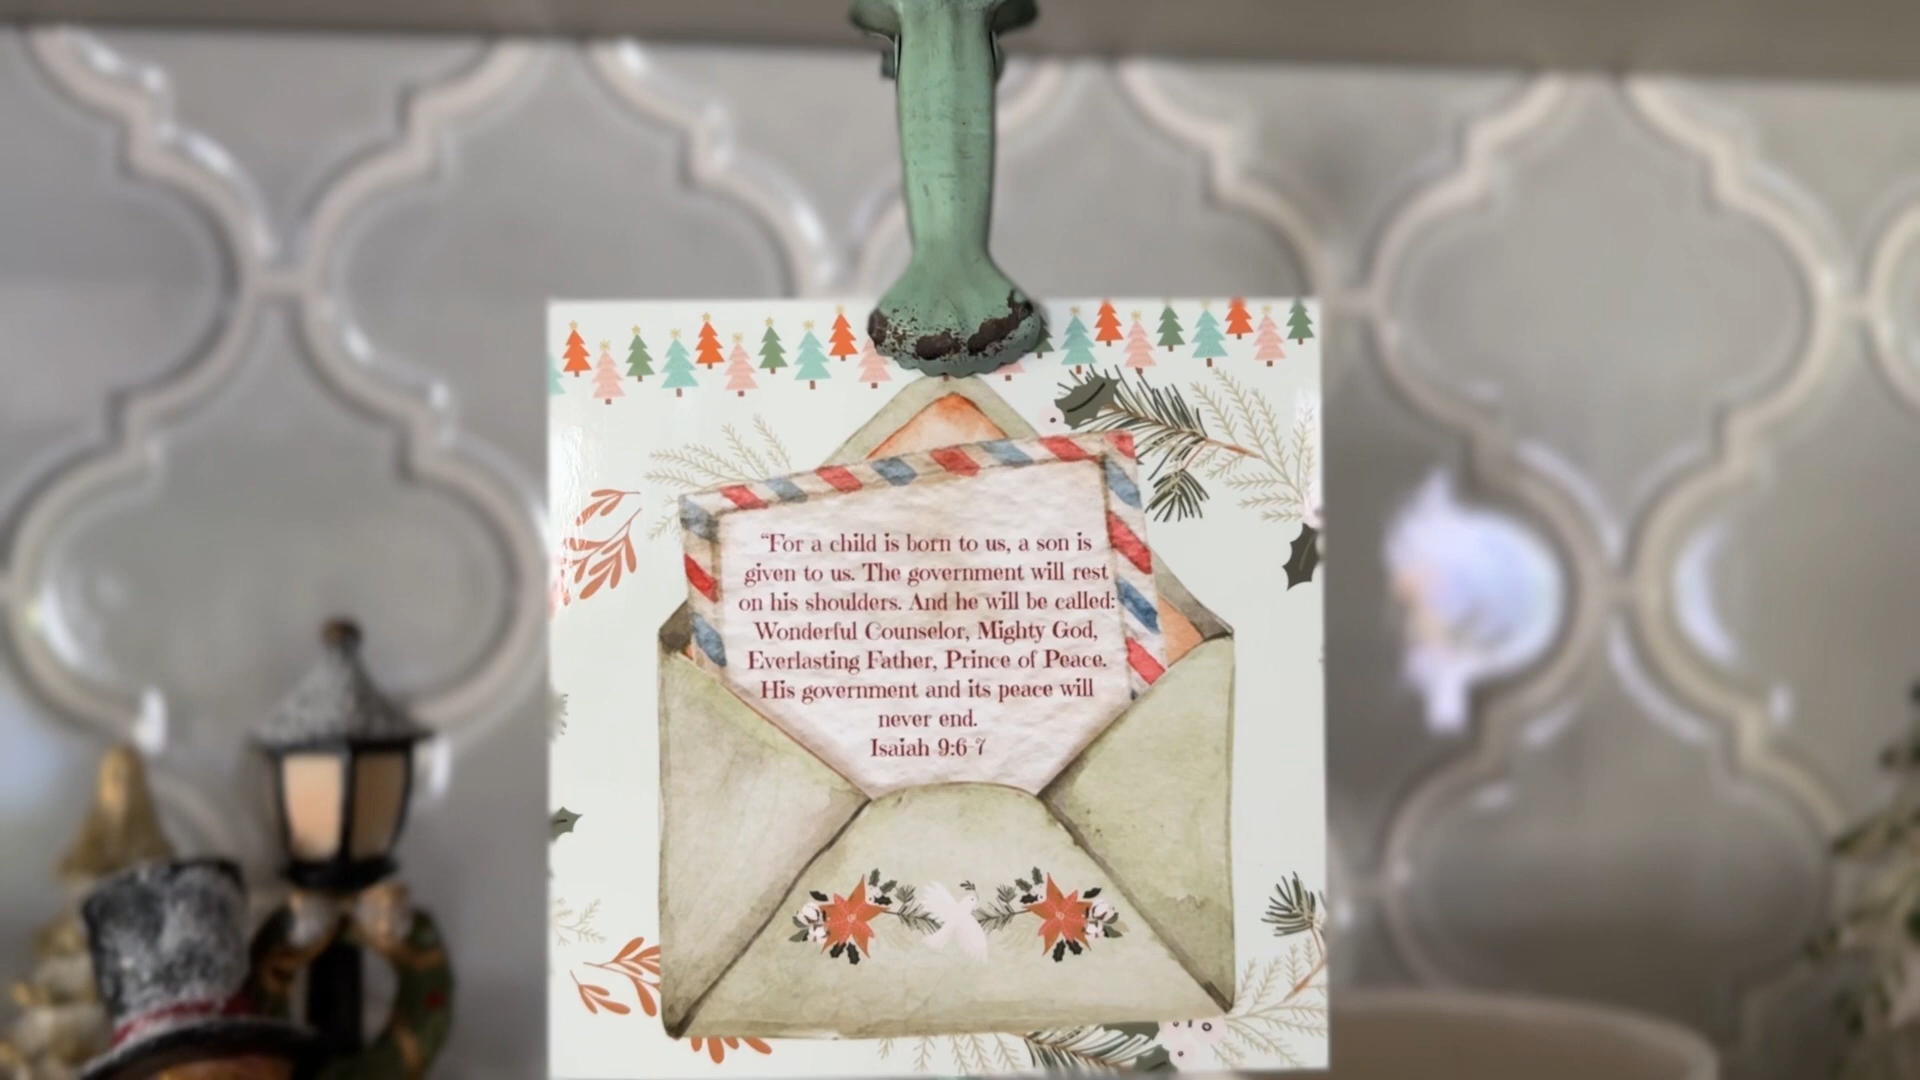 “For a child is born to us, a son is
given to us. The government will rest
on his shoulders. And he will be called:
Wonderful Counselor, Mighty God,
Everlasting Father, Prince of Peace.
His government and its peace will
never end.
Isaiah 9:6-7